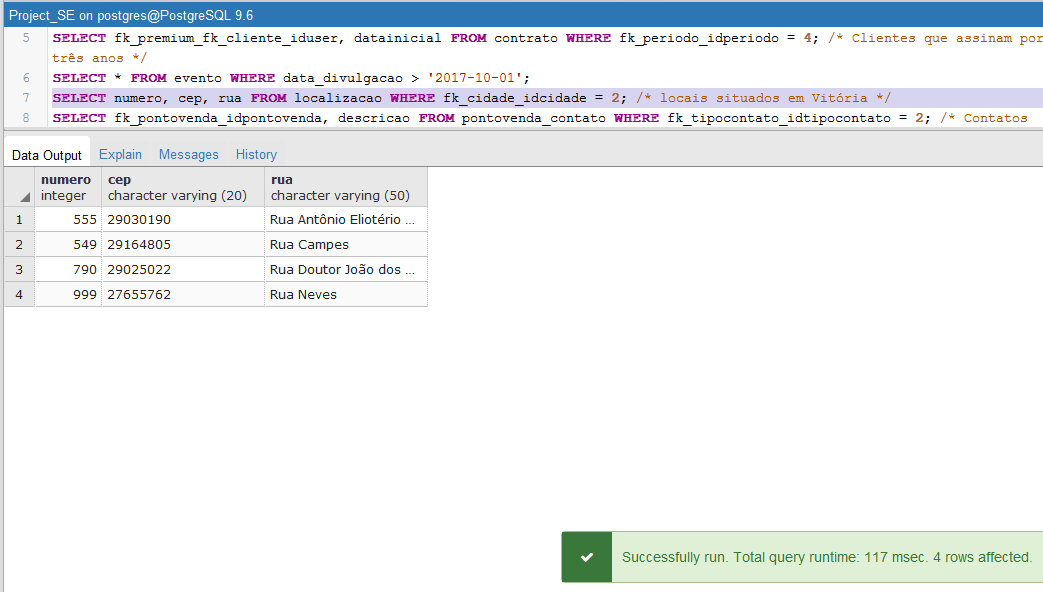 Project_SE on postgres@PostgreSQL 9.6
5 SELECT fk_premium_fk_cliente_iduser, datainicial FROM contrato WHERE fk_periodo_idperiodo = 4; /* Clientes que assinam por
três anos */
6 SELECT * FROM evento WHERE data_divulgacao > '2017-10-01';
7 SELECT numero, cep, rua FROM localizacao WHERE fk_cidade_idcidade = 2; /* locais situados em Vitória */
8 SELECT fk_pontovenda_idpontovenda, descricao FROM pontovenda_contato WHERE fk_tipocontato_idtipocontato = 2; /* Contatos
Data Output Explain Messages History
numero cep rua
integer character varying (20) character varying (50)
1 555 29030190 Rua Antônio Eliotério ...
2 549 29164805 Rua Campes
3 790 29025022 Rua Doutor João dos ...
4 999 27655762 Rua Neves
Successfully run. Total query runtime: 117 msec. 4 rows affected.